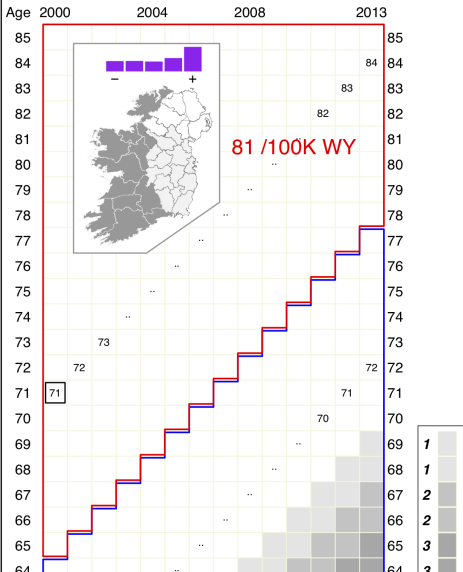 Age 2000 2004 2008 2013
85 85
84 84 84
– +
83 83 83
82 82 82
81 81
81 /100K WY
80 .. 80
79 .. 79
78 .. 78
77 .. 77
76 .. 76
75 .. 75
74 .. 74
73 73 73
72 72 72 72
71 71 71 71
70 70 70
69 .. 69 1
68 .. 68 1
67 .. 67 2
66 .. 66 2
65 .. 65 3
64 .. 64 3